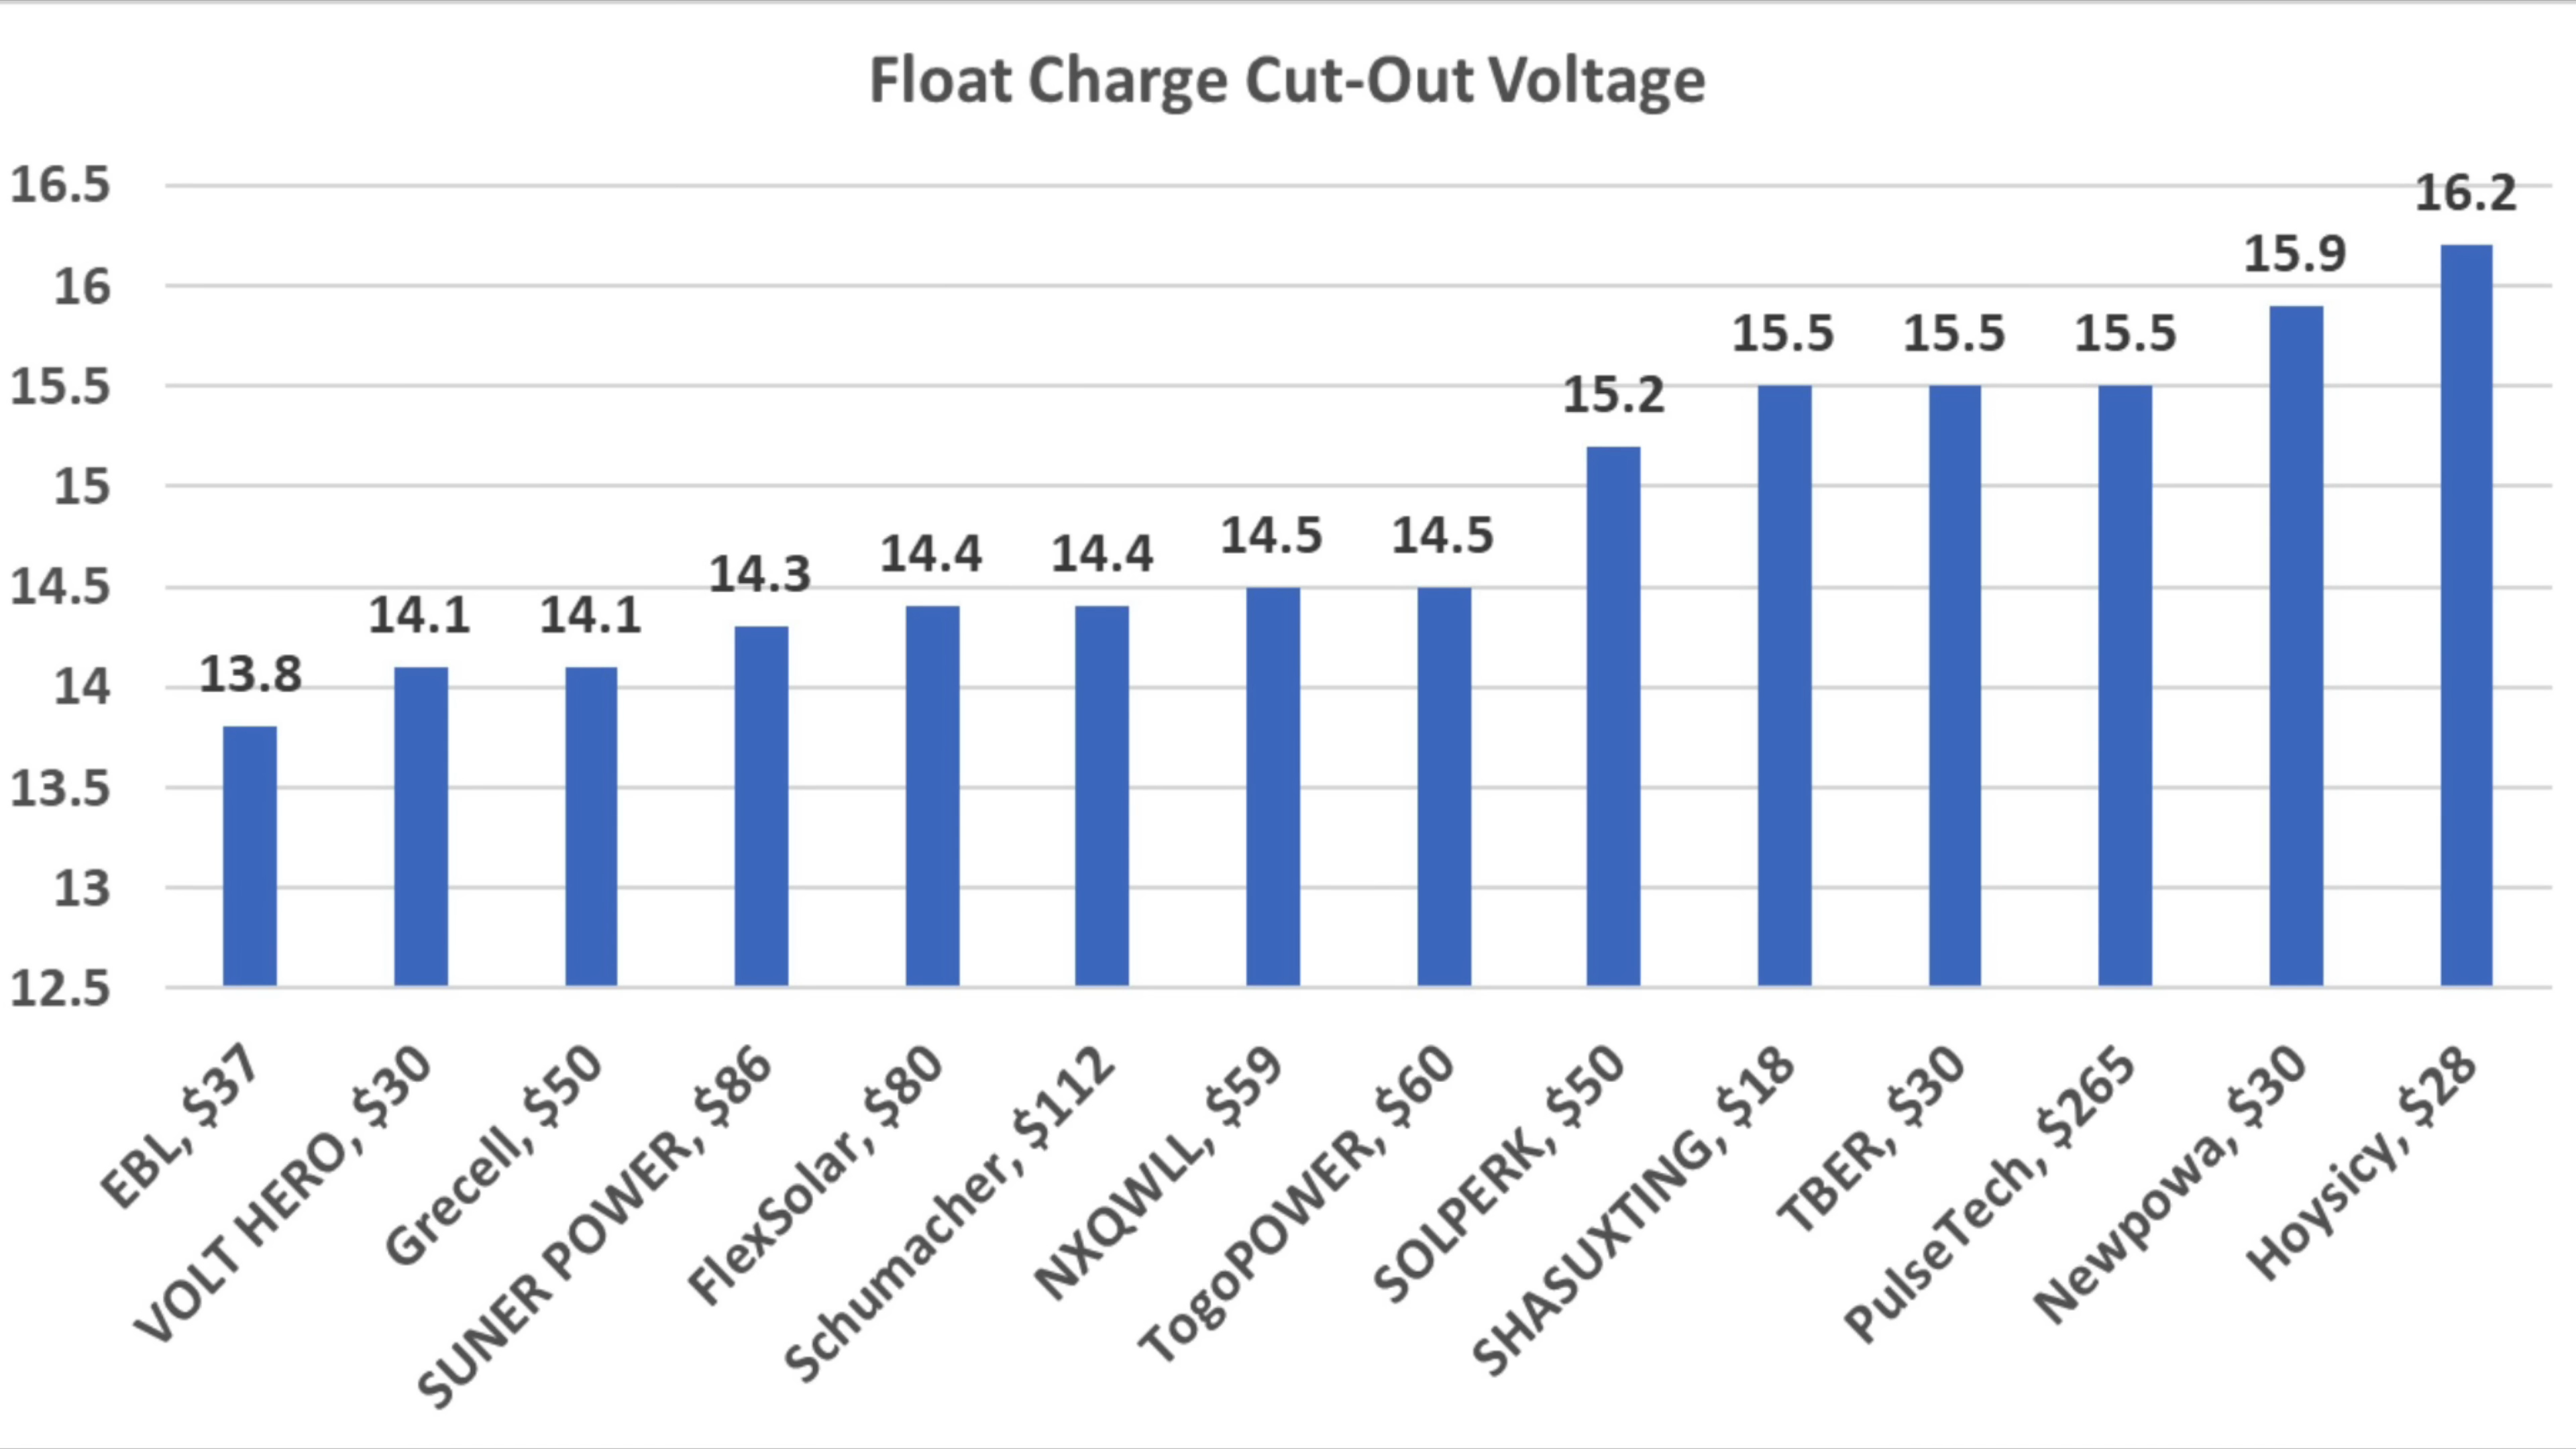 Float Charge Cut-Out Voltage
16.5
16
15.5
15
14.5
14
13.5
13
12.5
13.8
14.1
14.1
14.3
14.4
14.4
14.5
14.5
15.2
15.5
15.5
15.5
15.9
16.2
EBL, $37
VOLT HERO, $30
Grecell, $50
SUNER POWER, $86
FlexSolar, $80
Schumacher, $112
NXQWLL, $59
TogoPOWER, $60
SOLPERK, $50
SHASUXTING, $18
TBER, $30
PulseTech, $265
Newpowa, $30
Hoysicy, $28